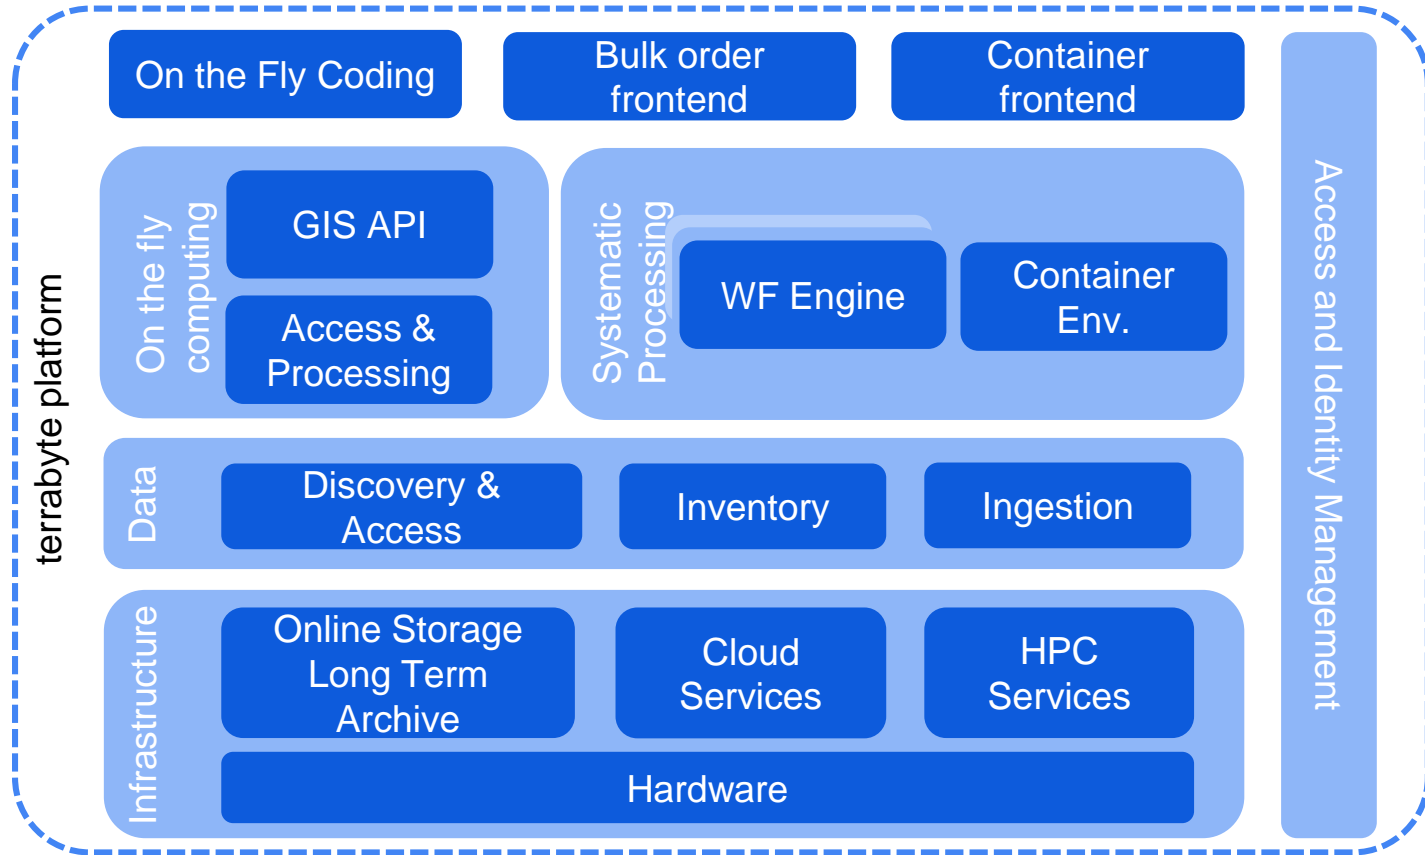 terrabyte platform
On the Fly Coding
Bulk order
frontend
Container
frontend
On the fly
computing
GIS API
Access &
Processing
Systematic
Processing
WF Engine
Container
Env.
Data
Discovery &
Access
Inventory
Ingestion
Infrastructure
Online Storage
Long Term
Archive
Cloud
Services
HPC
Services
Hardware
Access and Identity Management